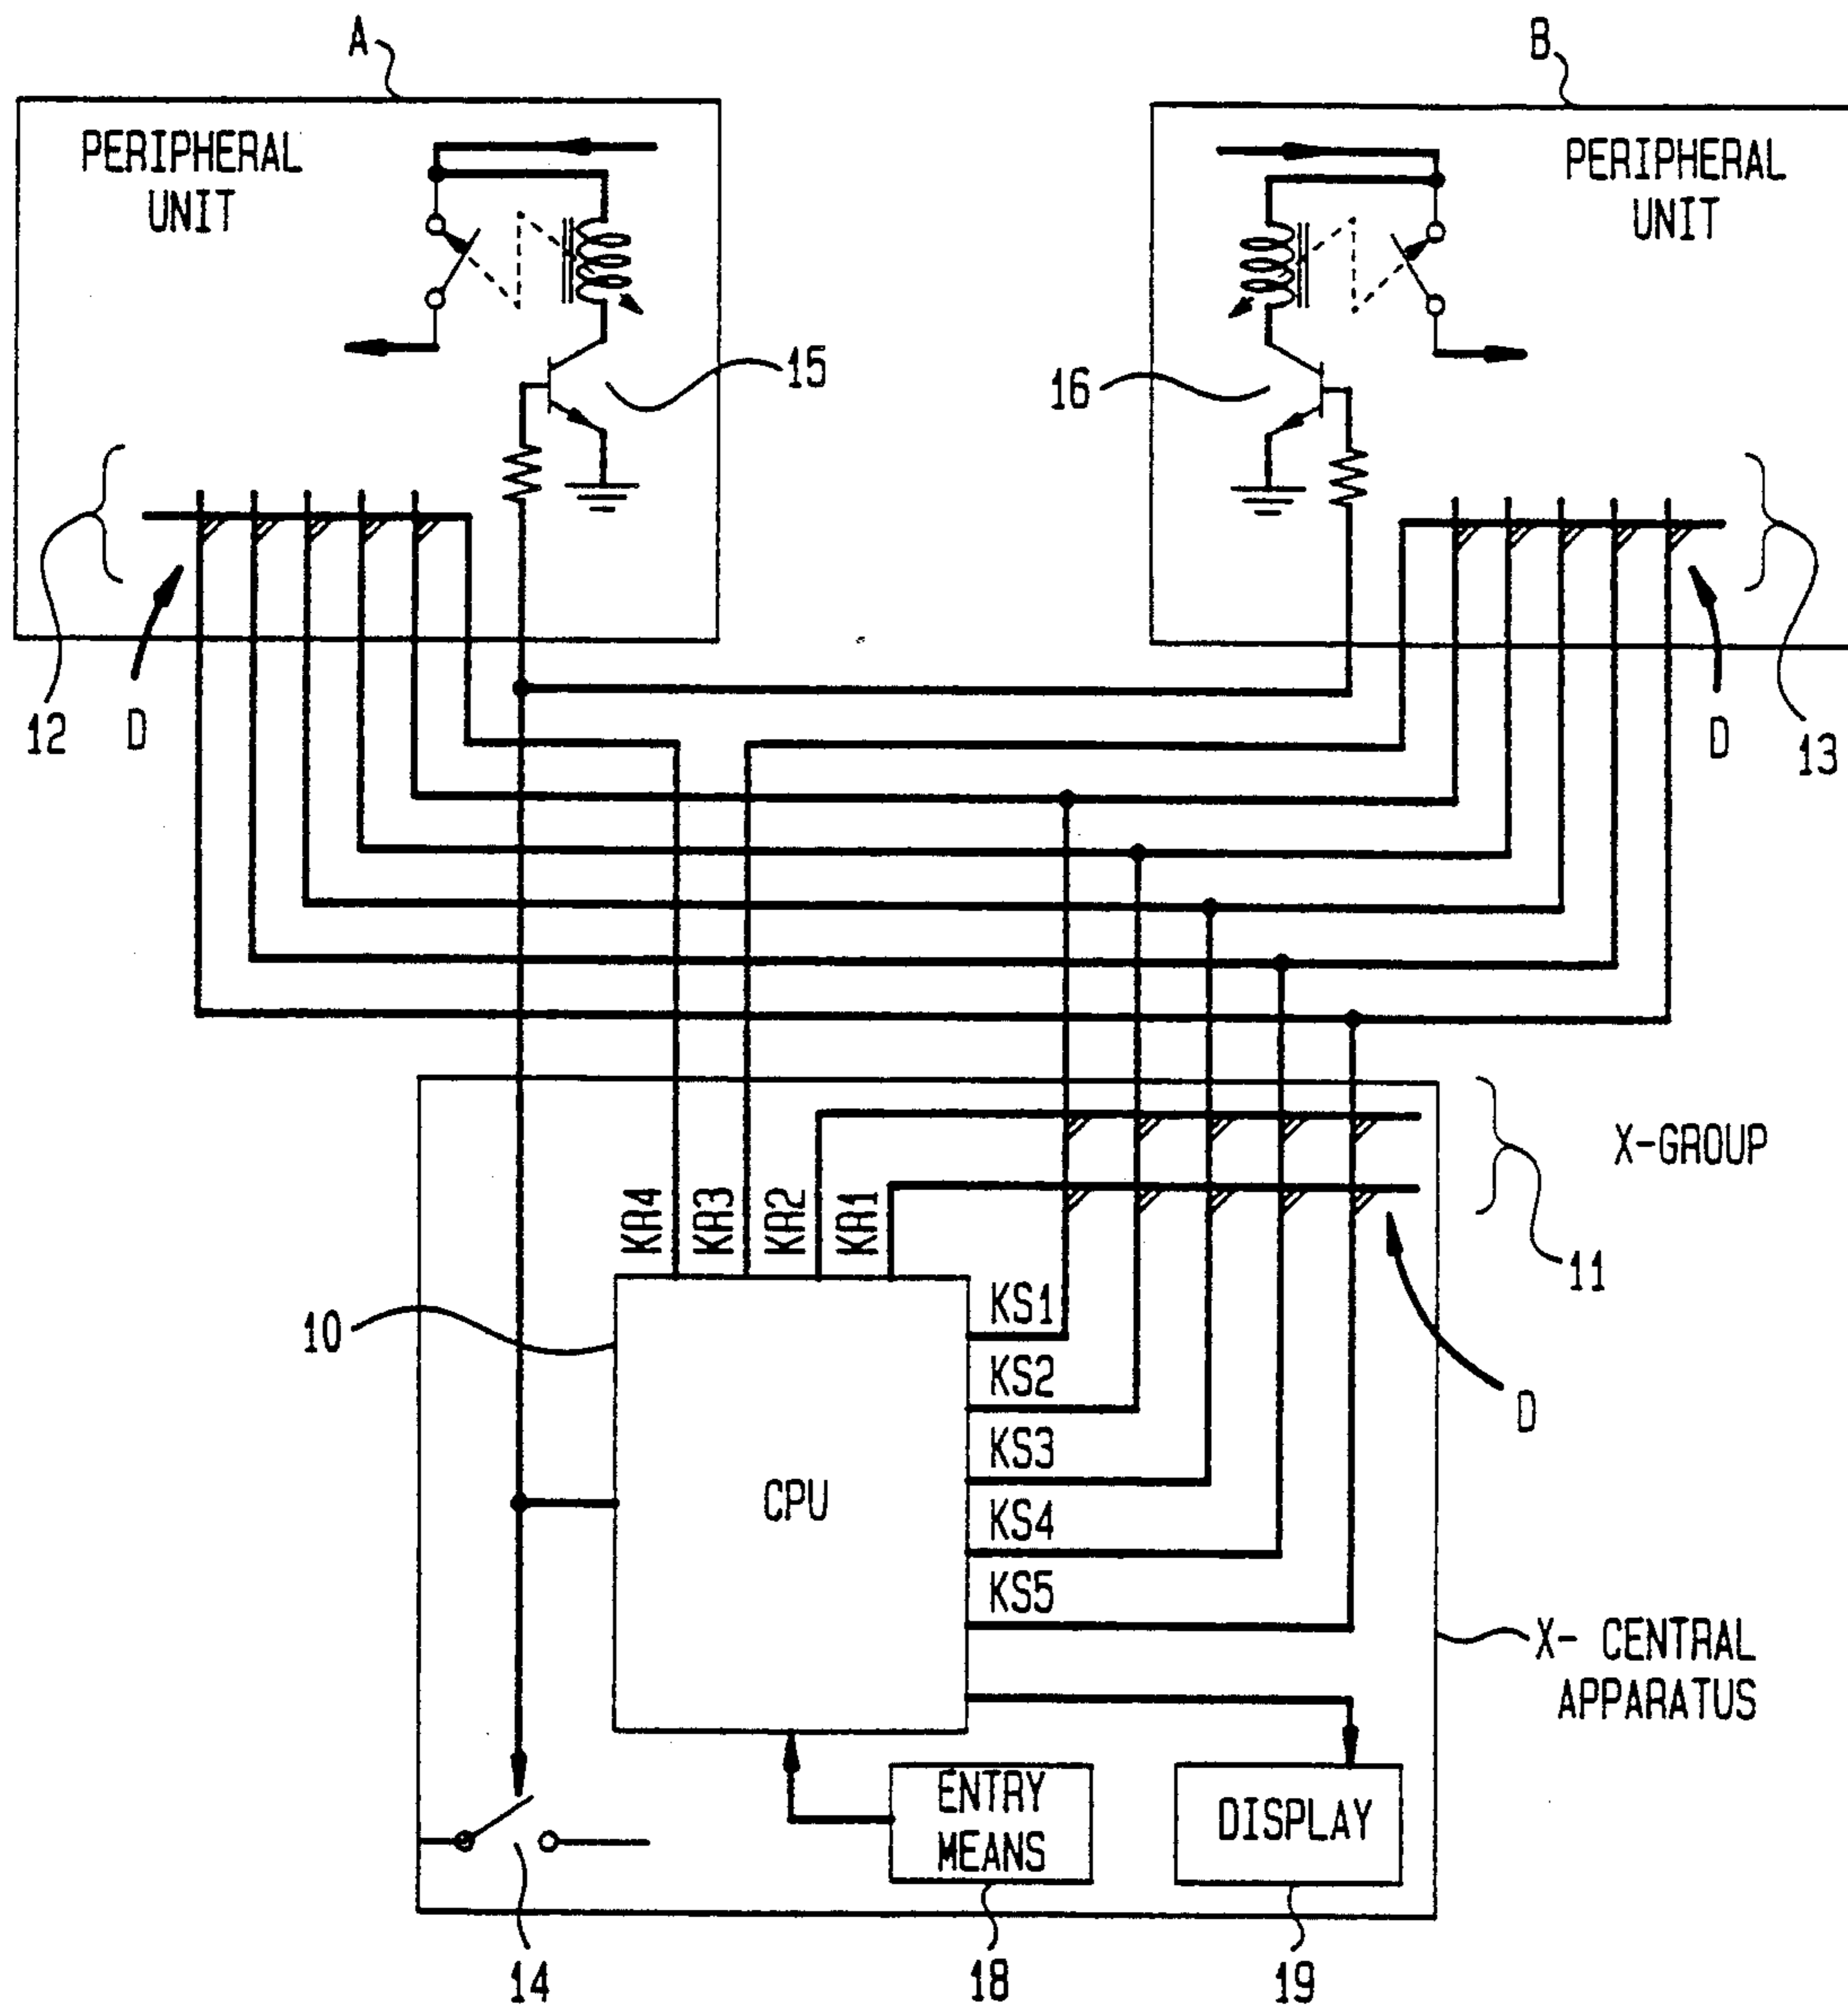 A
B
PERIPHERAL
UNIT
PERIPHERAL
UNIT
15
16
12
D
D
13
X-GROUP
KR4
KR3
KR2
KR1
11
KS1
10
KS2
D
KS3
CPU
KS4
KS5
X- CENTRAL
APPARATUS
ENTRY
MEANS
DISPLAY
14
18
19